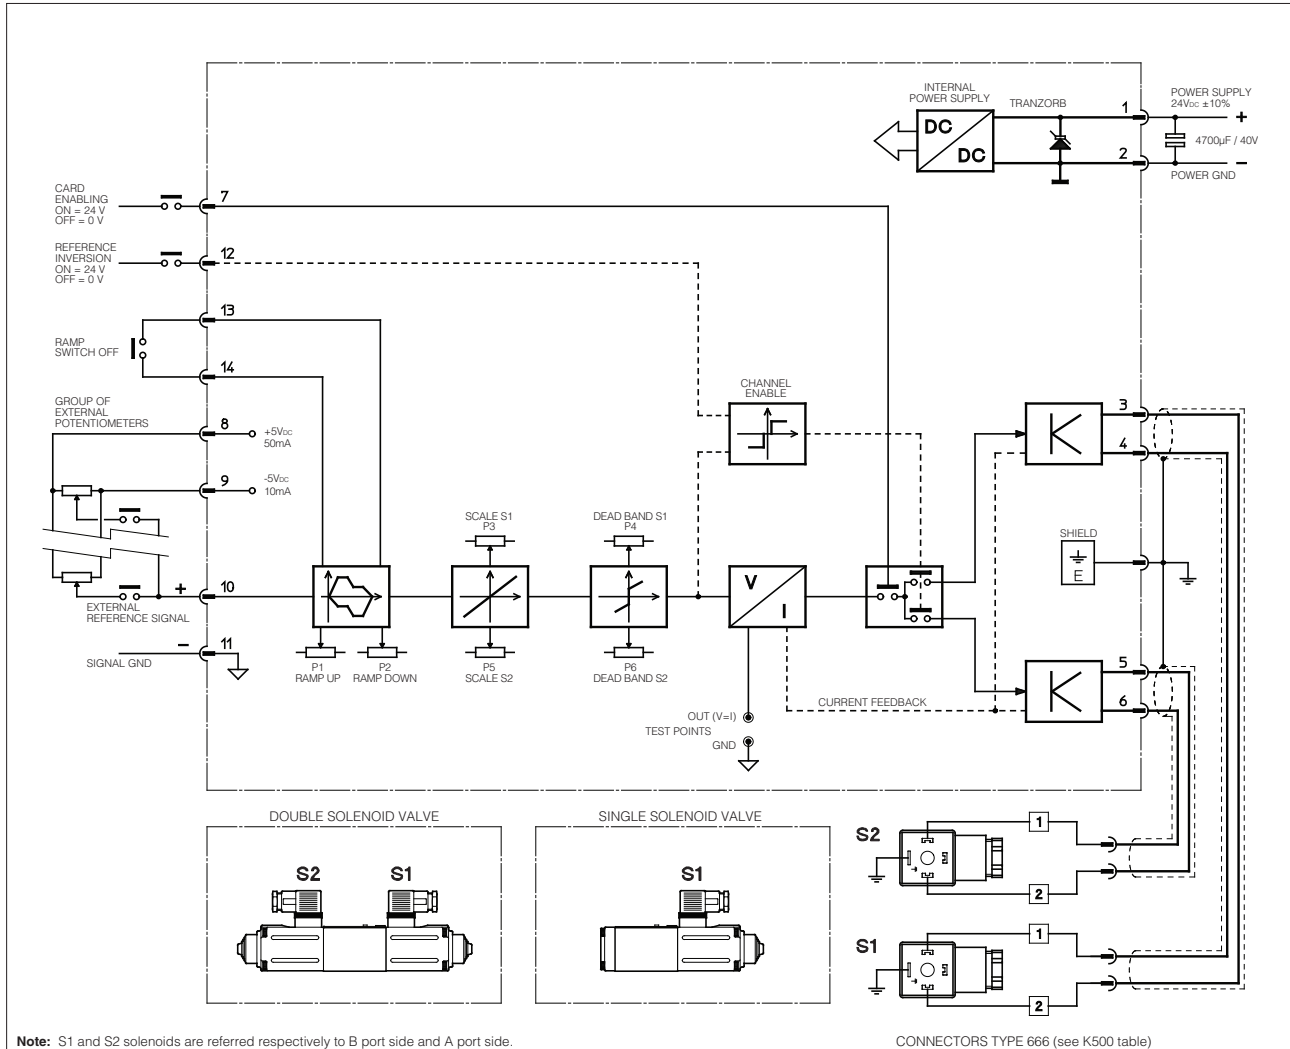 INTERNAL
POWER SUPPLY
TRANZORB
1
POWER SUPPLY
24VDC ±10%
+
DC
DC
4700µF / 40V
2
−
POWER GND
CARD
ENABLING
ON = 24 V
OFF = 0 V
7
REFERENCE
INVERSION
ON = 24 V
OFF = 0 V
12
13
RAMP
SWITCH OFF
14
GROUP OF
EXTERNAL
POTENTIOMETERS
8
+5VDC
50mA
9
-5VDC
10mA
CHANNEL
ENABLE
3
4
K
SCALE S1
P3
DEAD BAND S1
P4
SHIELD
E
+
10
EXTERNAL
REFERENCE SIGNAL
−
11
SIGNAL GND
V
I
P1
RAMP UP
P2
RAMP DOWN
P5
SCALE S2
P6
DEAD BAND S2
5
6
K
CURRENT FEEDBACK
OUT (V=I)
TEST POINTS
GND
DOUBLE SOLENOID VALVE
S2
S1
SINGLE SOLENOID VALVE
S1
S2
1
2
S1
1
2
Note: S1 and S2 solenoids are referred respectively to B port side and A port side.
CONNECTORS TYPE 666 (see K500 table)